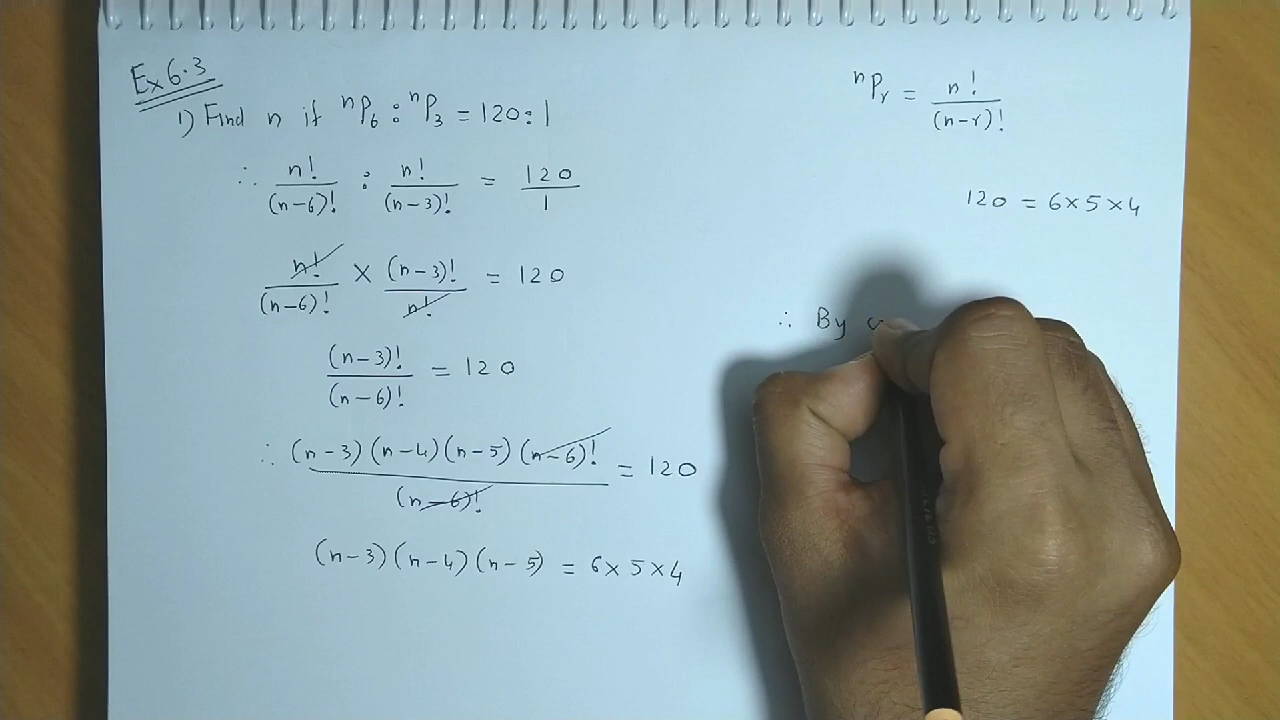 Ex 6.3
1) Find n if ⁿP₆ : ⁿP₃ = 120 : 1
∴ n!/(n-6)! : n!/(n-3)! = 120/1
n!/(n-6)! × (n-3)!/n! = 120
(n-3)!/(n-6)! = 120
∴ (n-3)(n-4)(n-5)(n-6)!/(n-6)! = 120
(n-3)(n-4)(n-5) = 6×5×4
ⁿPᵣ = n!/(n-r)!
120 = 6×5×4
∴ By